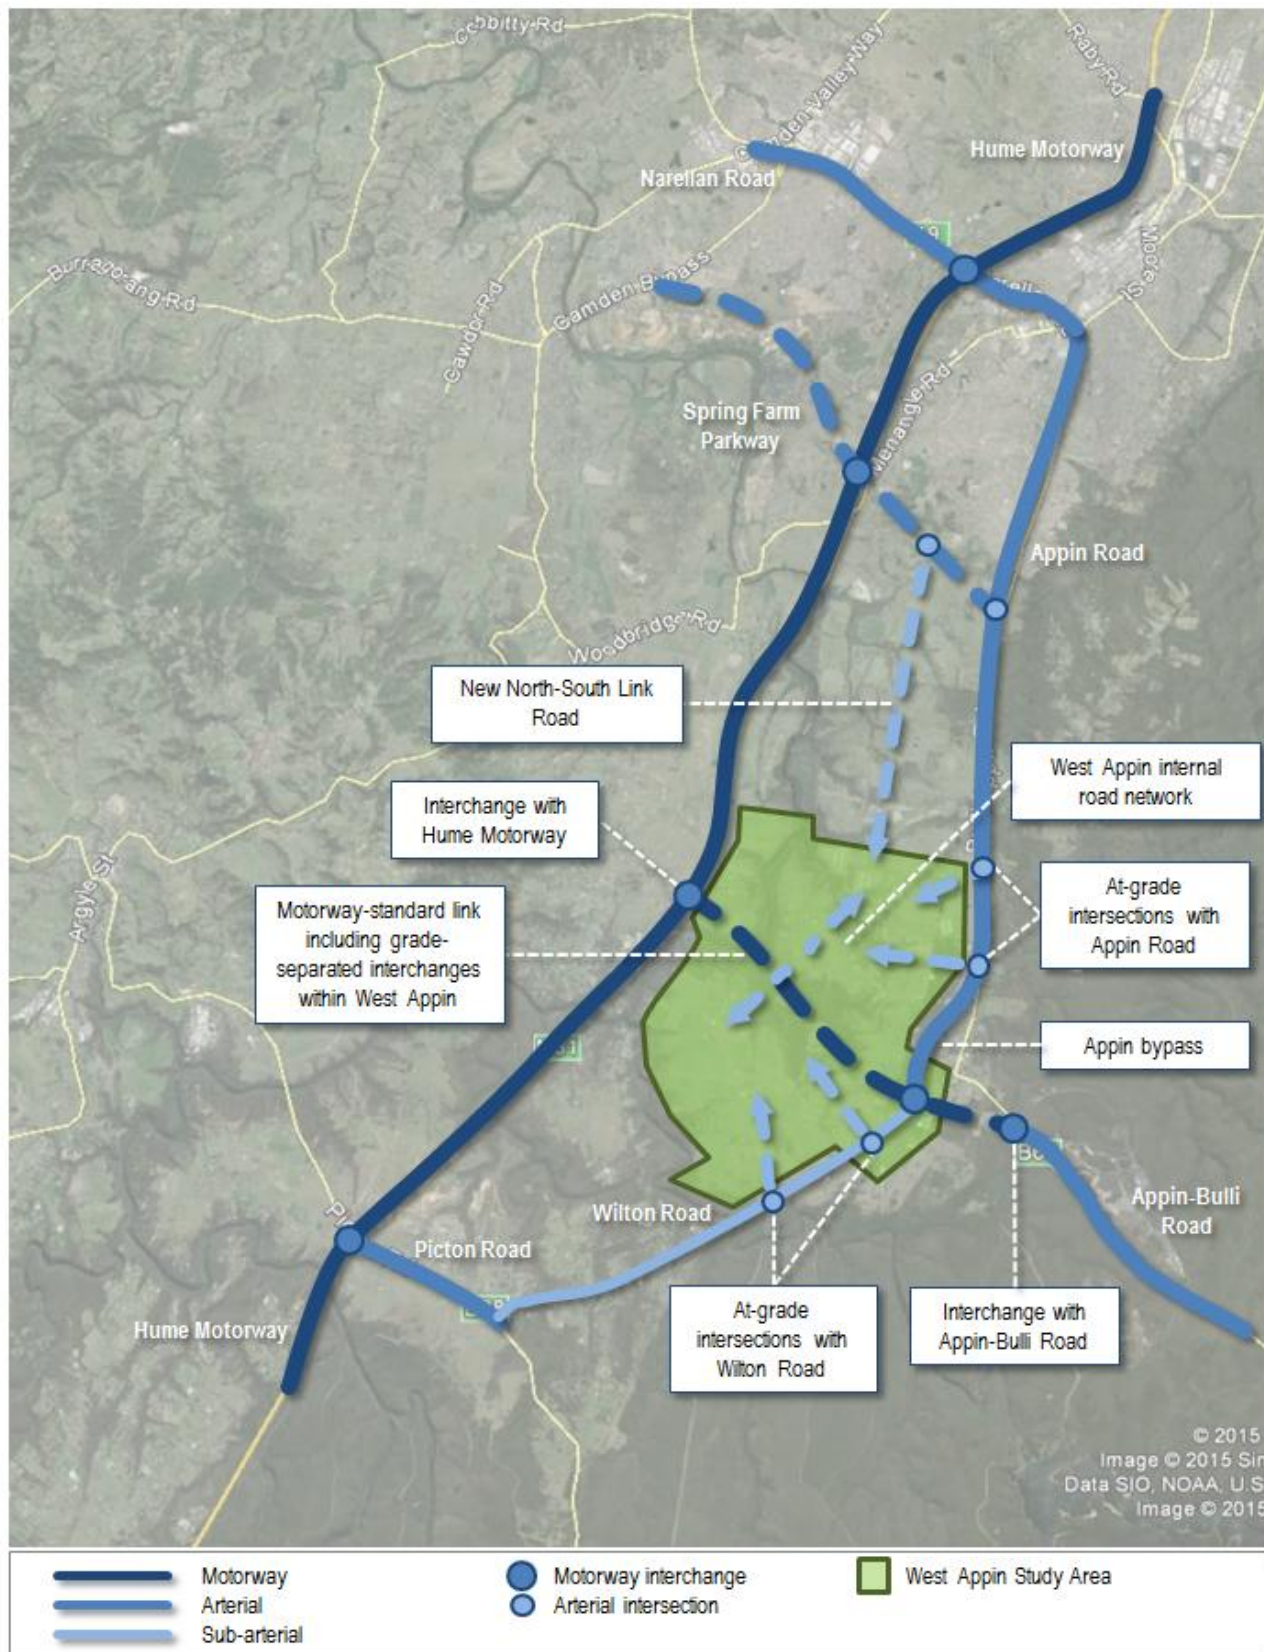 Cobbitty Rd
Raby Rd
Camden Valley Way
Hume Motorway
Narellan Road
Moore St
Burragorang Rd
Camden Bypass
Cawdor Rd
Menangle Rd
Spring Farm
Parkway
Appin Road
Woodbridge Rd
New North-South Link
Road
West Appin internal
road network
Interchange with
Hume Motorway
Argyle St
At-grade
intersections with
Appin Road
Motorway-standard link
including grade-
separated interchanges
within West Appin
Appin bypass
Wilton Road
Appin-Bulli
Road
Picton Road
Hume Motorway
At-grade
intersections with
Wilton Road
Interchange with
Appin-Bulli Road
© 2015
Image © 2015
Data SIO, NOAA, U.S
Image © 2015
Motorway
Arterial
Sub-arterial
Motorway interchange
Arterial intersection
West Appin Study Area